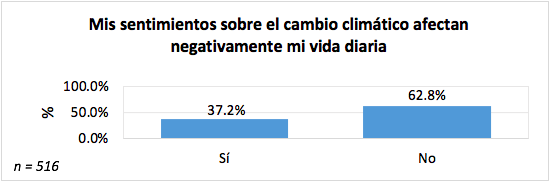 Mis sentimientos sobre el cambio climático afectan
negativamente mi vida diaria
100.0%
50.0%
0.0%
%
37.2%
62.8%
Sí
No
n = 516